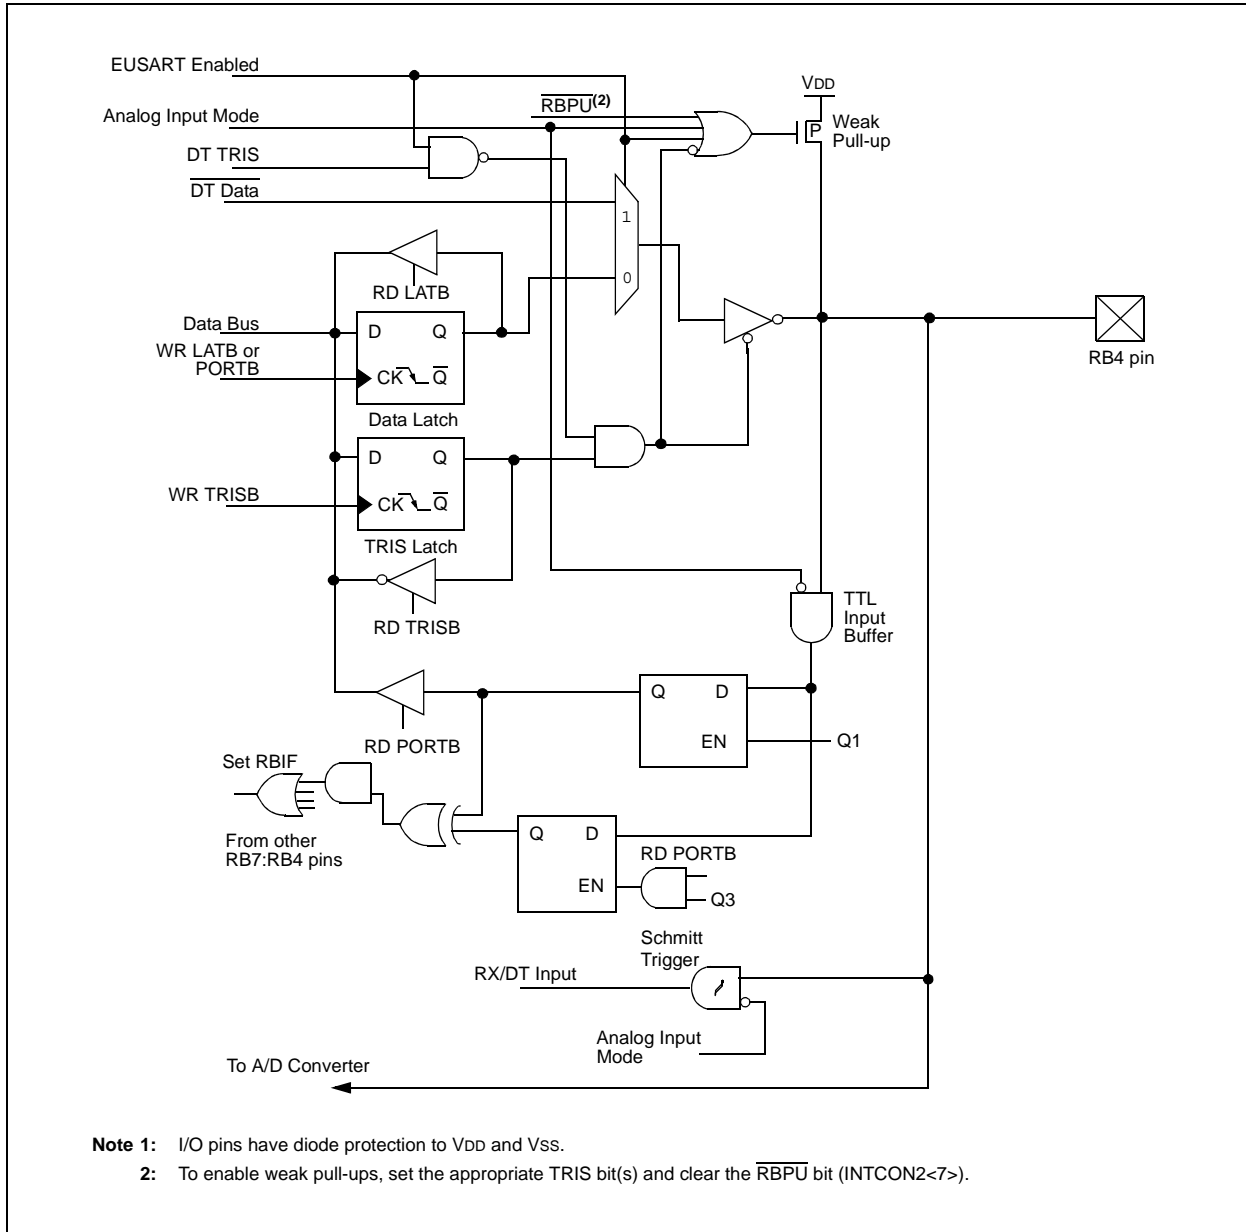 EUSART Enabled
Analog Input Mode
DT TRIS
D̅T̅ ̅D̅a̅t̅a̅
R̅B̅P̅U̅(2)
VDD
P
Weak
Pull-up
1
0
RD LATB
Data Bus
WR LATB or
PORTB
D Q
CK Q̅
Data Latch
RB4 pin
D Q
WR TRISB
CK Q̅
TRIS Latch
RD TRISB
TTL
Input
Buffer
Q D
EN
Q1
RD PORTB
Set RBIF
From other
RB7:RB4 pins
Q D
EN
RD PORTB
Q3
Schmitt
Trigger
RX/DT Input
Analog Input
Mode
To A/D Converter
Note 1: I/O pins have diode protection to VDD and VSS.
2: To enable weak pull-ups, set the appropriate TRIS bit(s) and clear the R̅B̅P̅U̅ bit (INTCON2<7>).